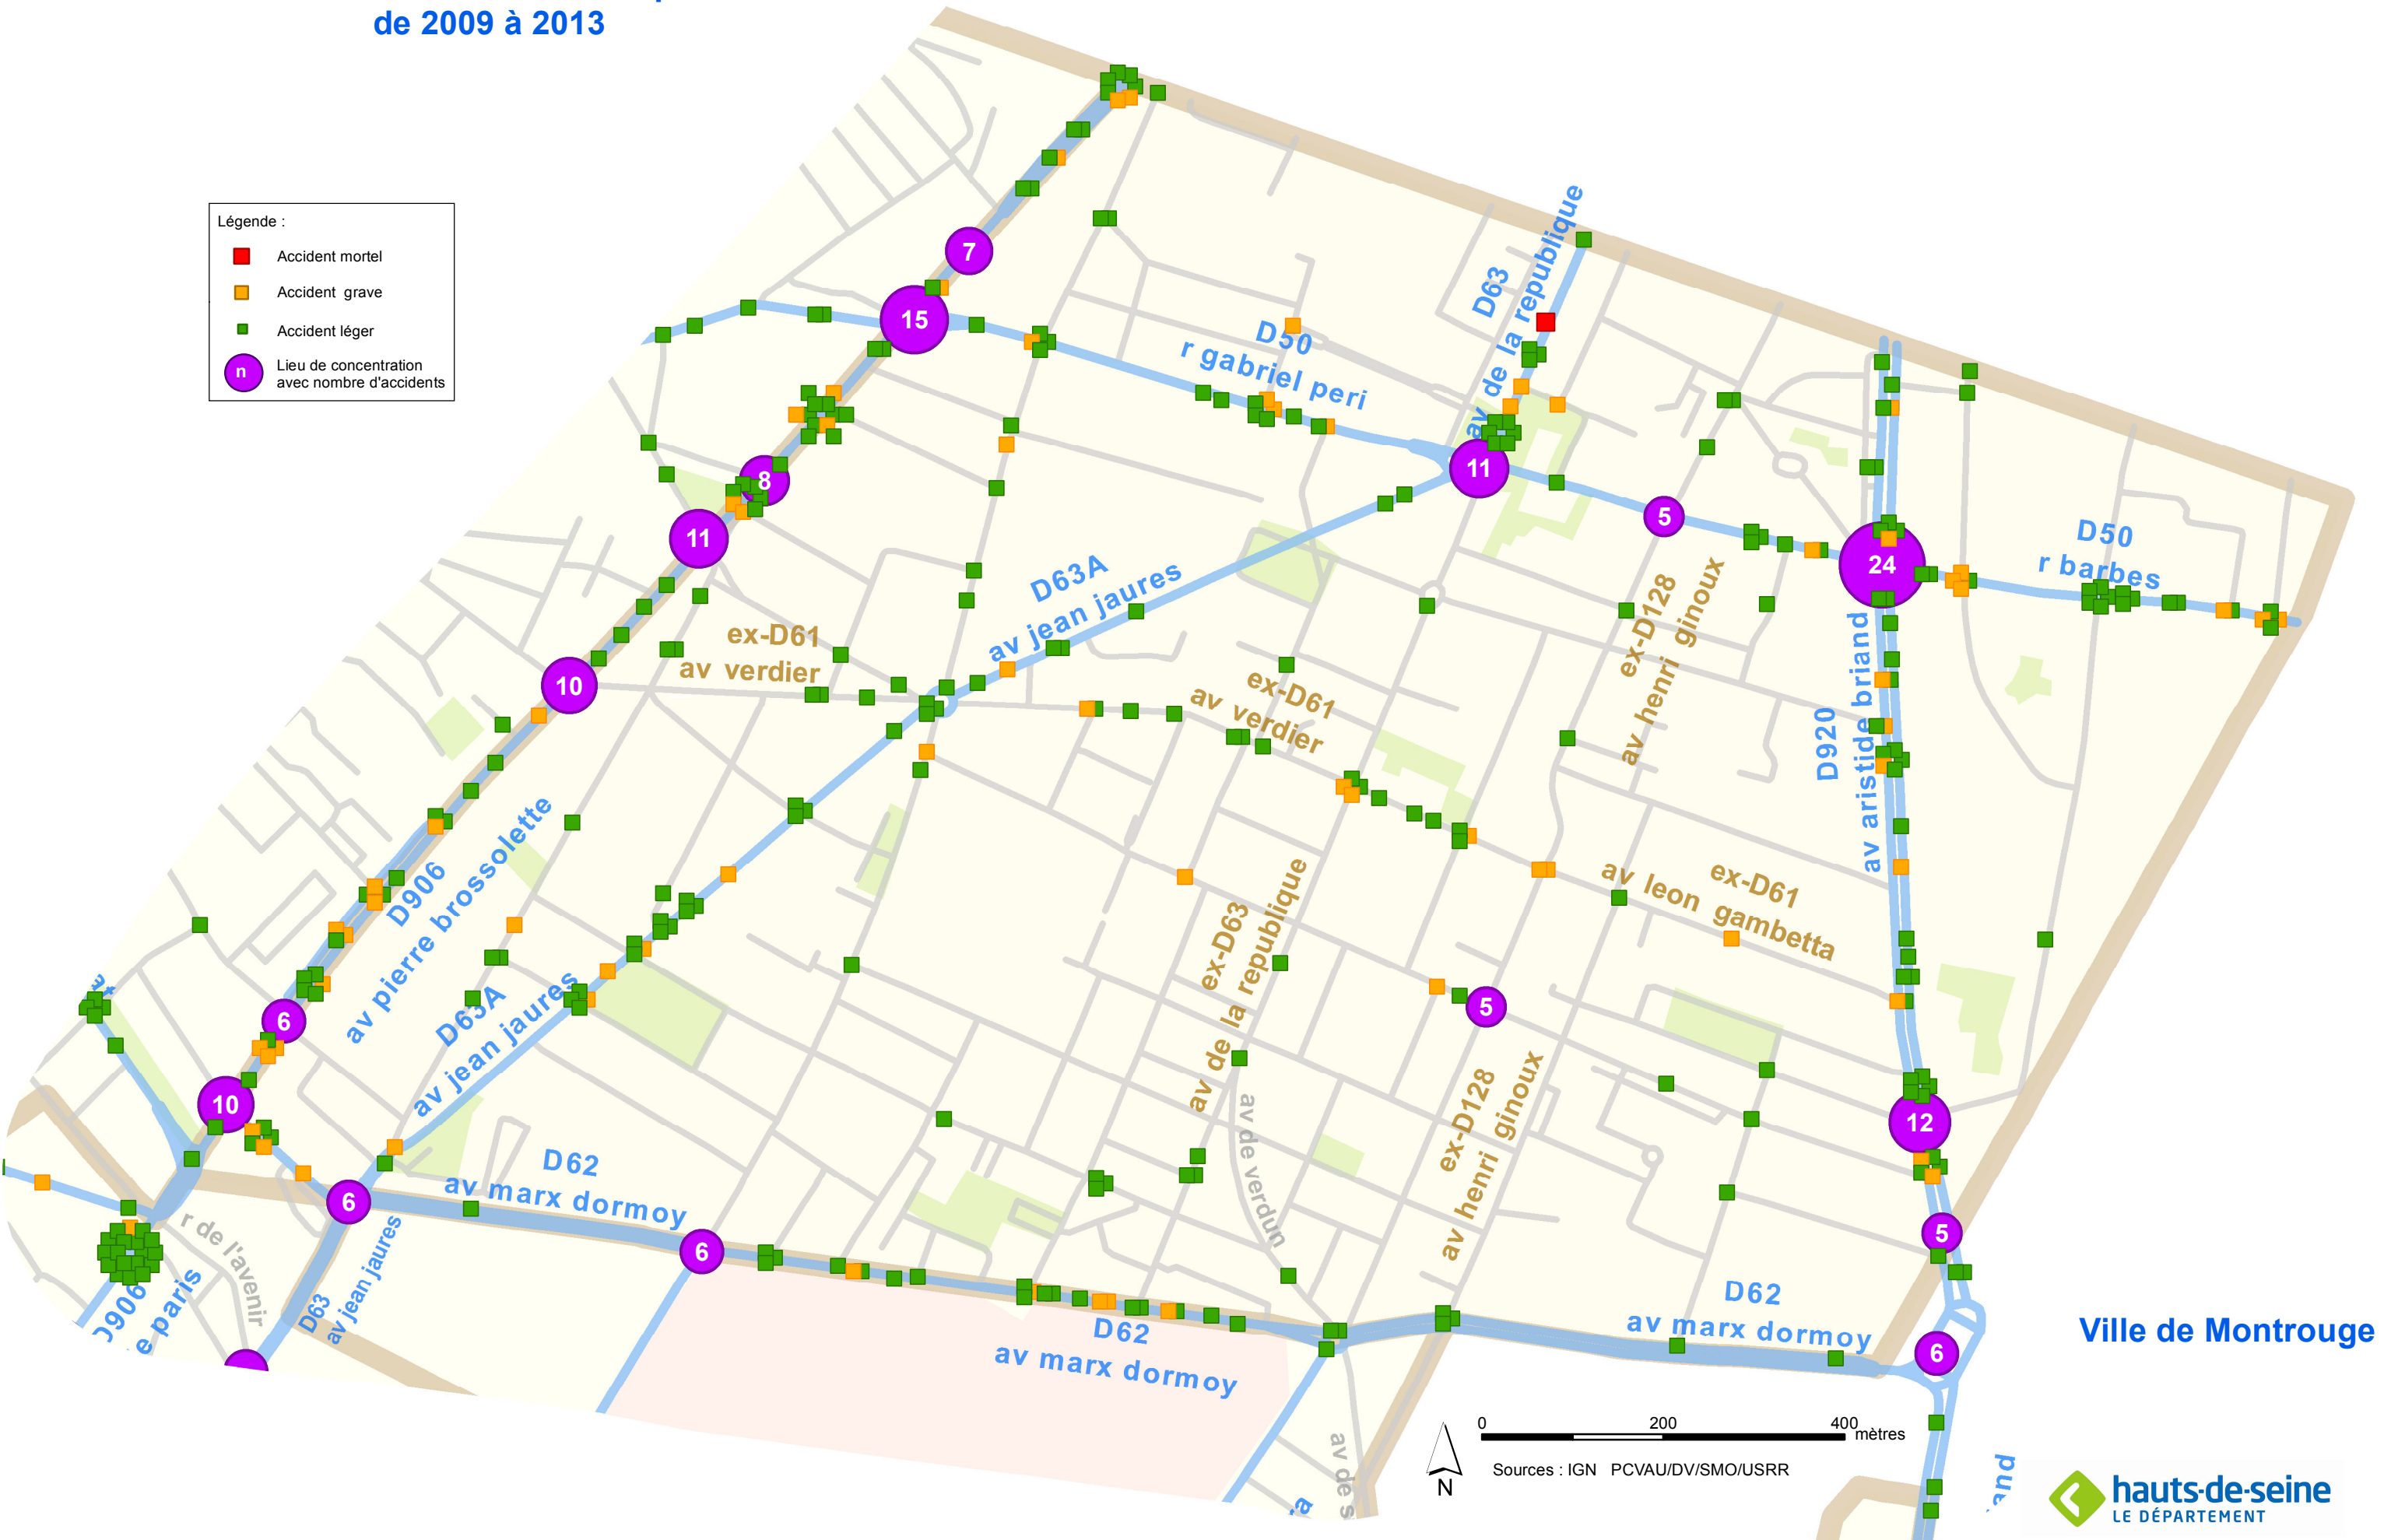 de 2009 à 2013
Légende :
Accident mortel
Accident grave
Accident léger
n
Lieu de concentration
avec nombre d'accidents
7
15
8
11
10
6
10
6
6
11
5
24
5
12
5
6
D63
av de la republique
D50
r gabriel peri
D50
r barbes
D63A
av jean jaures
ex-D61
av verdier
ex-D61
av verdier
ex-D128
av henri ginoux
D920
av aristide briand
D906
av pierre brossolette
ex-D61
av leon gambetta
ex-D63
av de la republique
D63A
av jean jaures
ex-D128
av henri ginoux
av de verdun
D62
av marx dormoy
r de l'avenir
D63
av jean jaures
D906
e paris
D62
av marx dormoy
D62
av marx dormoy
av de s
and
Ville de Montrouge
0 200 400
mètres
N
Sources : IGN PCVAU/DV/SMO/USRR
hauts-de-seine
LE DÉPARTEMENT